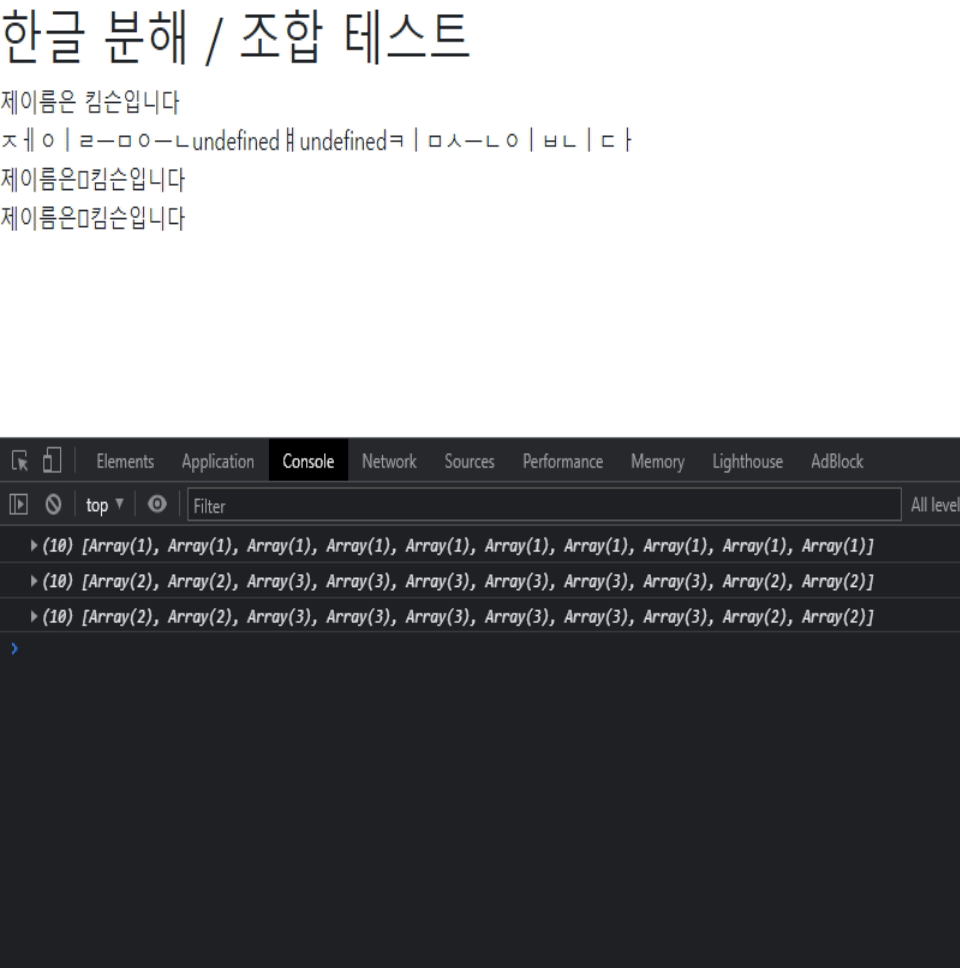 한글 분해 / 조합 테스트
제이름은 킴슨입니다
ㅈㅔㅇㅣㄹㅡㅁㅇㅡㄴundefinedㅒundefinedㅋㅣㅁㅅㅡㄴㅇㅣㅂㄴㅣㄷㅏ
제이름은▯킴슨입니다
제이름은▯킴슨입니다
Elements Application Console Network Sources Performance Memory Lighthouse AdBlock
top ▼ Filter All level
▶(10) [Array(1), Array(1), Array(1), Array(1), Array(1), Array(1), Array(1), Array(1), Array(1), Array(1)]
▶(10) [Array(2), Array(2), Array(3), Array(3), Array(3), Array(3), Array(3), Array(3), Array(2), Array(2)]
▶(10) [Array(2), Array(2), Array(3), Array(3), Array(3), Array(3), Array(3), Array(3), Array(2), Array(2)]